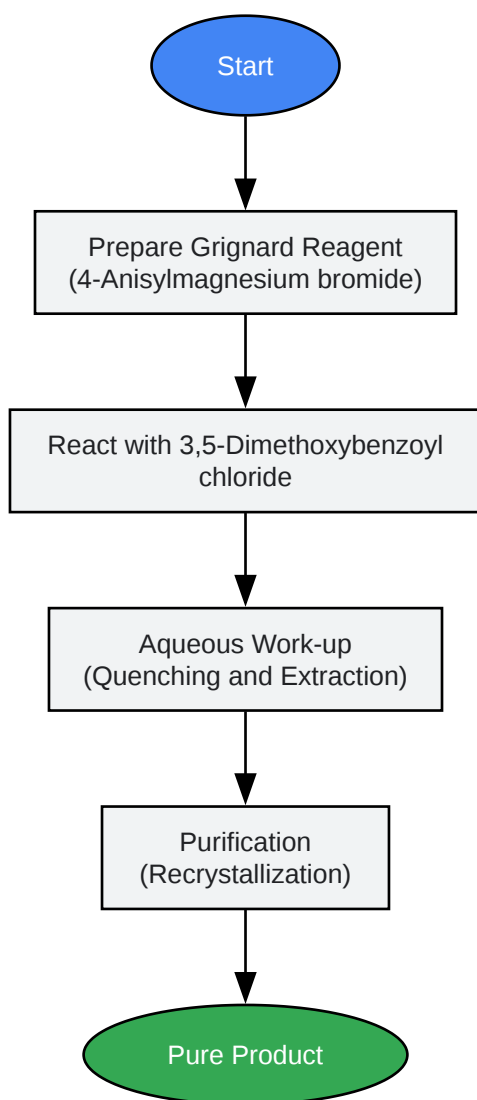 Start
Prepare Grignard Reagent
(4-Anisylmagnesium bromide)
React with 3,5-Dimethoxybenzoyl
chloride
Aqueous Work-up
(Quenching and Extraction)
Purification
(Recrystallization)
Pure Product